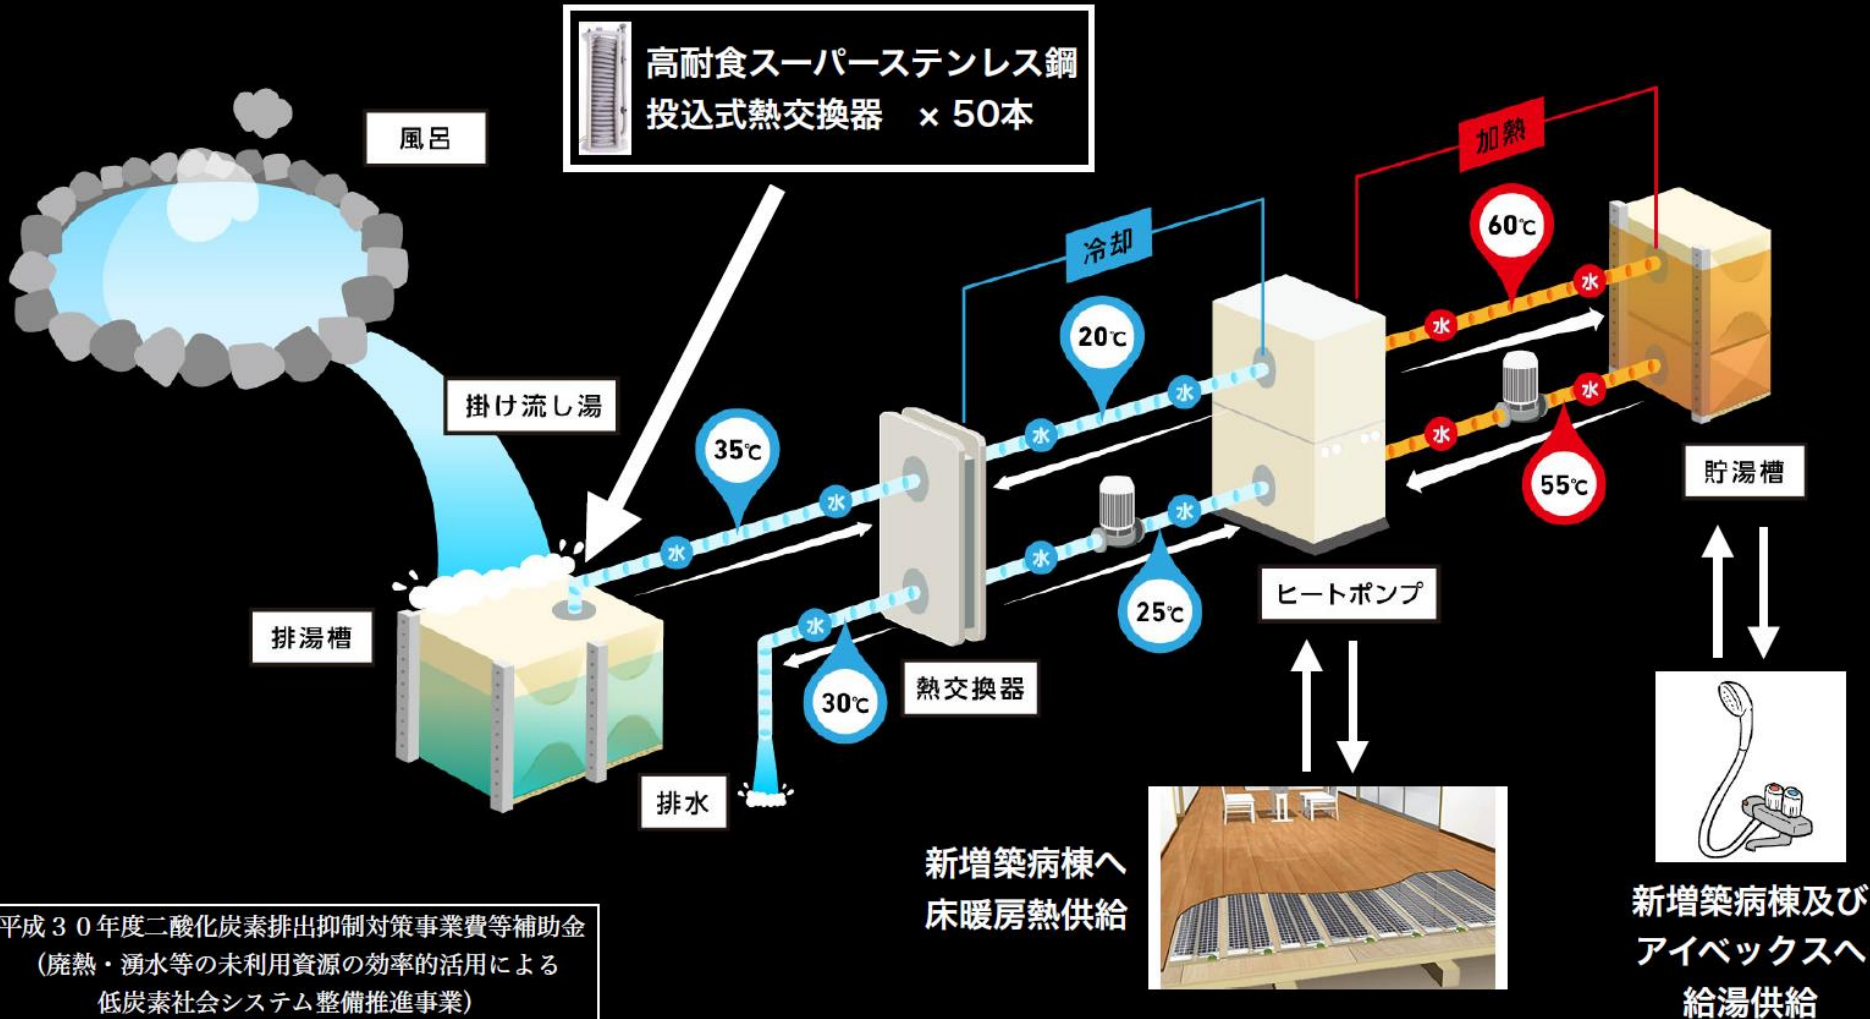 高耐食スーパーステンレス鋼
投込式熱交換器 × 50本
風呂
加熱
60℃
冷却
水
水
20℃
水
水
掛け流し湯
35℃
水
水
水
水
55℃
貯湯槽
水
水
水
水
25℃
ヒートポンプ
排湯槽
水
30℃
熱交換器
排水
新増築病棟へ
床暖房熱供給
新増築病棟及び
アイベックスへ
給湯供給
平成30年度二酸化炭素排出抑制対策事業費等補助金
(廃熱・湧水等の未利用資源の効率的活用による
低炭素社会システム整備推進事業)